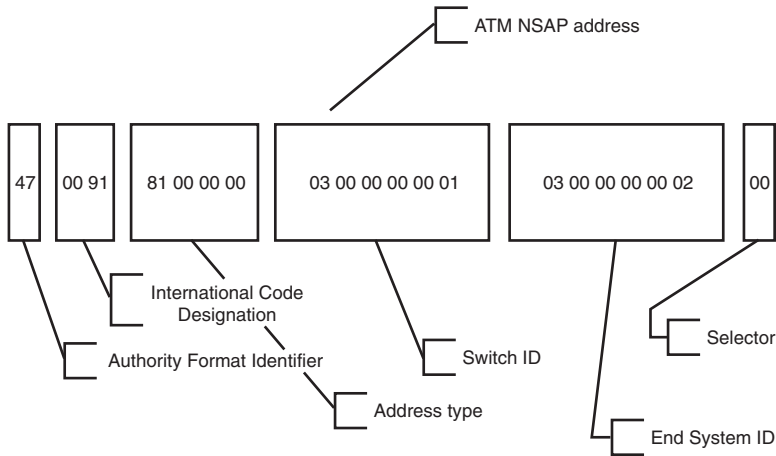 ATM NSAP address
47
00 91
81 00 00 00
03 00 00 00 00 01
03 00 00 00 00 02
00
International Code
Designation
Authority Format Identifier
Switch ID
Selector
Address type
End System ID